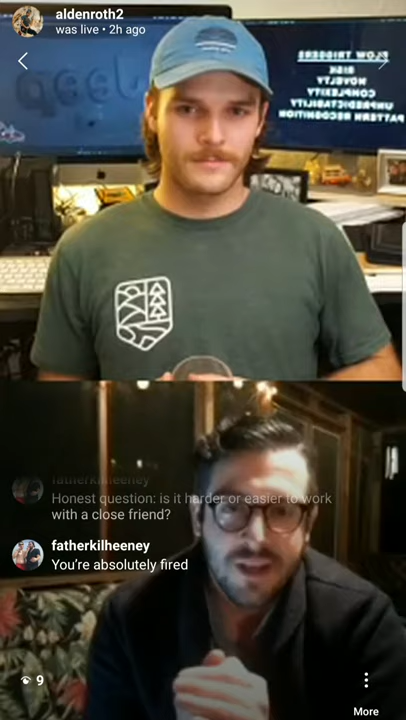 aldenroth2
was live • 2h ago
FLOW TRIGGERS
RISK
NOVELTY
COMPLEXITY
UNPREDICTABILITY
PATTERN RECOGNITION
fatherkilheeney
Honest question: is it harder or easier to work
with a close friend?
fatherkilheeney
You're absolutely fired
9
More